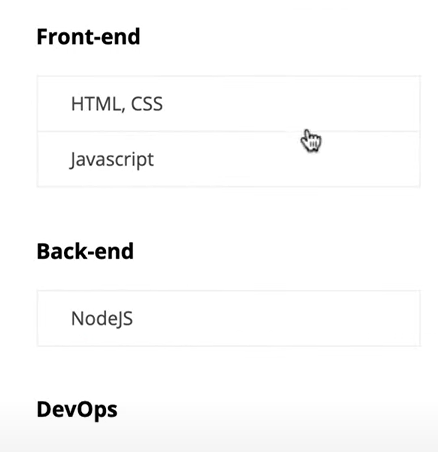 Front-end
HTML, CSS
Javascript
Back-end
NodeJS
DevOps